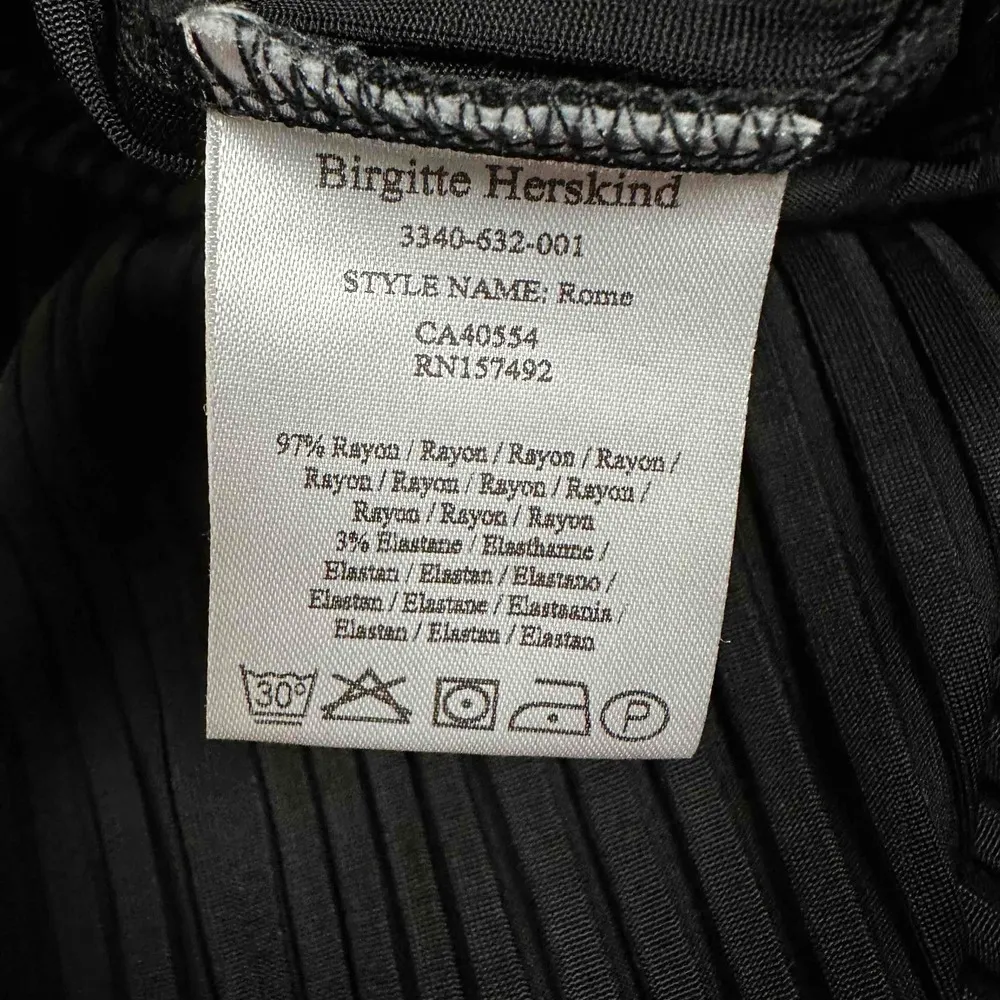 Birgitte Herskind
3340-632-001
STYLE NAME: Rome
CA40554
RN157492
97% Rayon / Rayon / Rayon / Rayon /
Rayon / Rayon / Rayon / Rayon /
Rayon / Rayon / Rayon
3% Elastane / Elasthanne /
Elastan / Elastan / Elastano /
Elastan / Elastane / Elastaania /
Elastan / Elastan / Elastan
30° P